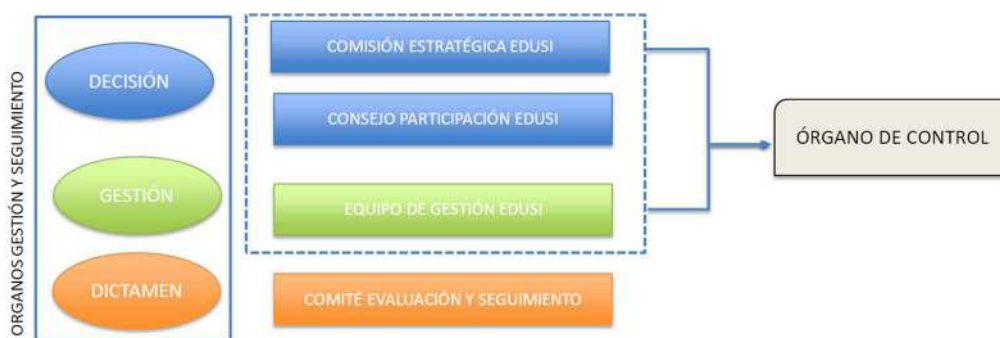 ORGANOS GESTIÓN Y SEGUIMIENTO
DECISIÓN
GESTIÓN
DICTAMEN
COMISIÓN ESTRATÉGICA EDUSI
CONSEJO PARTICIPACIÓN EDUSI
EQUIPO DE GESTIÓN EDUSI
COMITÉ EVALUACIÓN Y SEGUIMIENTO
ÓRGANO DE CONTROL